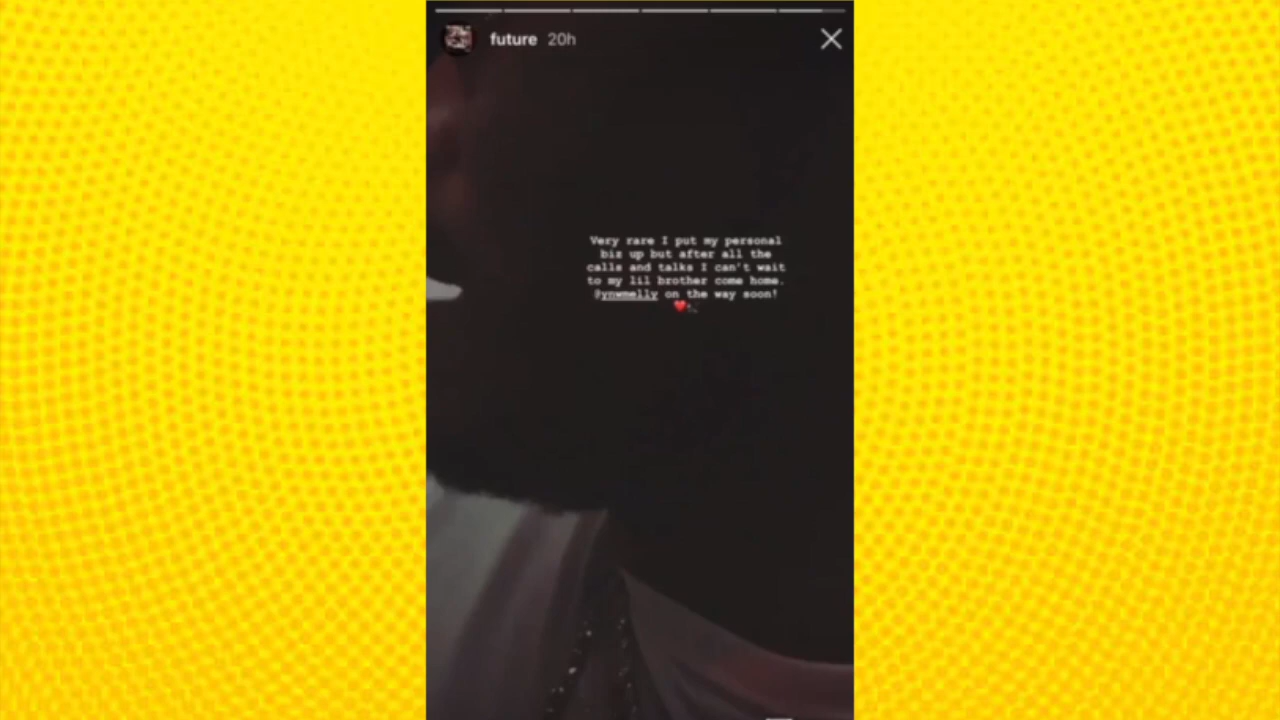 future 20h
Very rare I put my personal
biz up but after all the
calls and talks I can't wait
to my lil brother come home.
@ynwmelly on the way soon!